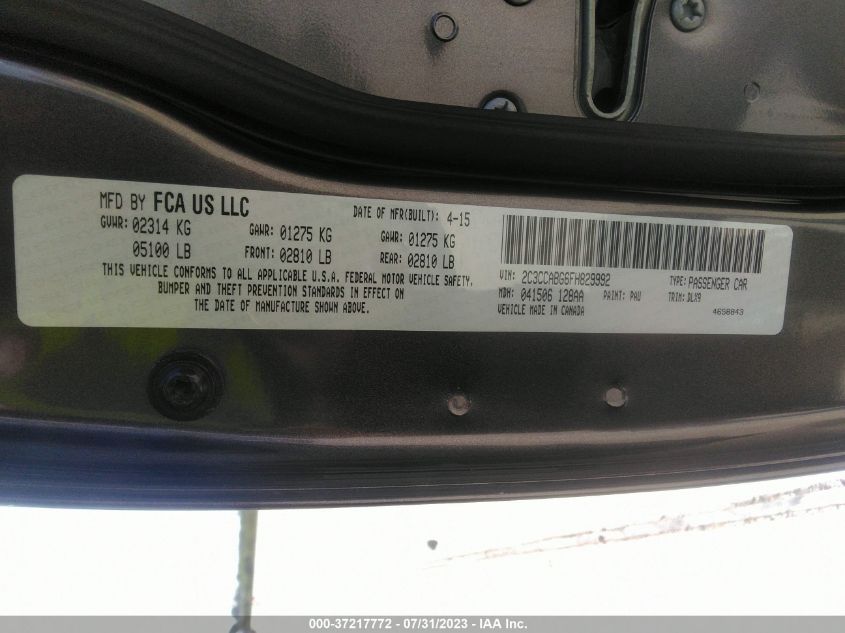 MFD BY FCA US LLC DATE OF MFR(BUILT): 4-15
GVWR: 02314 KG GAWR: 01275 KG GAWR: 01275 KG
05100 LB FRONT: 02810 LB REAR: 02810 LB
THIS VEHICLE CONFORMS TO ALL APPLICABLE U.S.A. FEDERAL MOTOR VEHICLE SAFETY,
BUMPER AND THEFT PREVENTION STANDARDS IN EFFECT ON
THE DATE OF MANUFACTURE SHOWN ABOVE.
VIN: 2C3CCABG6FH829992 TYPE: PASSENGER CAR
MDH: 041506 128AA PAINT: PAU TRIM: DLX9
VEHICLE MADE IN CANADA 4658843
000-37217772 - 07/31/2023 - IAA Inc.